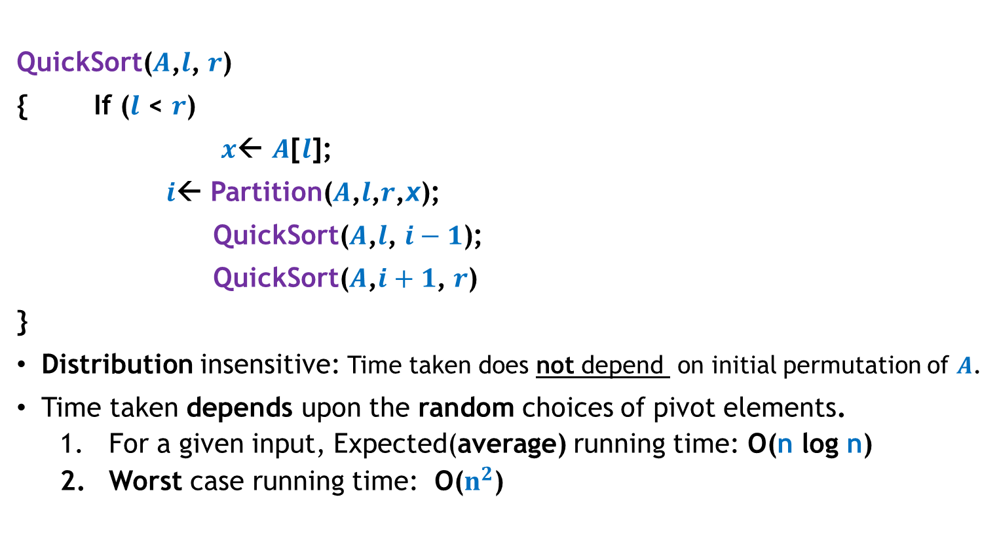 QuickSort(A,l, r)
{ If (l < r)
x← A[l];
i← Partition(A,l,r,x);
QuickSort(A,l, i − 1);
QuickSort(A,i + 1, r)
}
• Distribution insensitive: Time taken does not depend on initial permutation of A.
• Time taken depends upon the random choices of pivot elements.
1. For a given input, Expected(average) running time: O(n log n)
2. Worst case running time: O(n²)